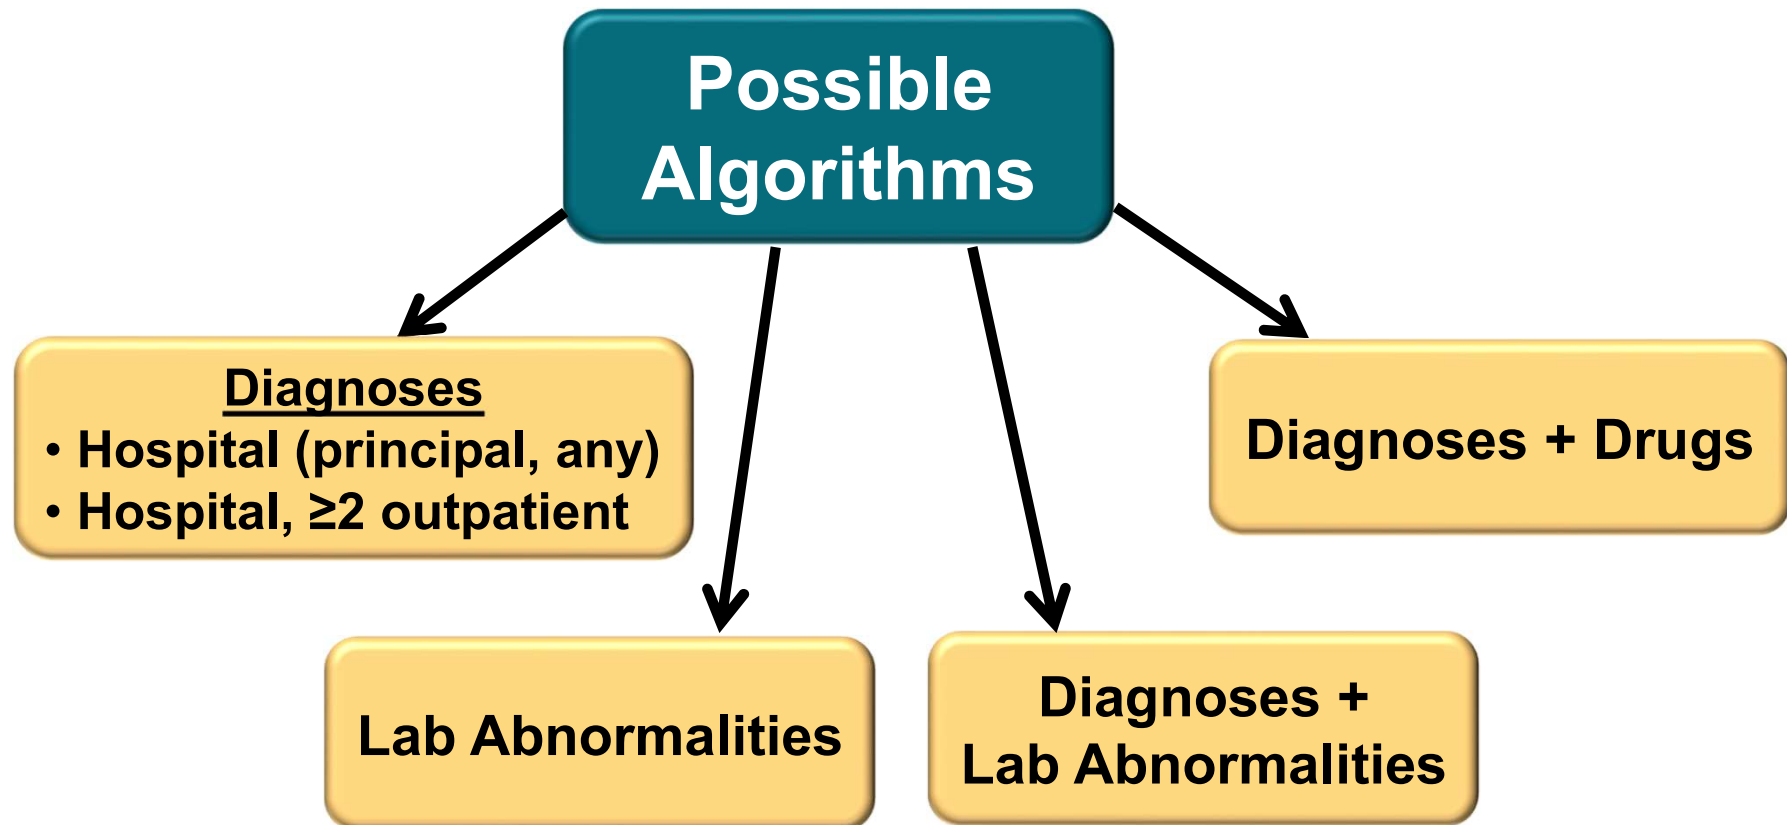 Possible
Algorithms
Diagnoses
• Hospital (principal, any)
• Hospital, ≥2 outpatient
Diagnoses + Drugs
Lab Abnormalities
Diagnoses +
Lab Abnormalities